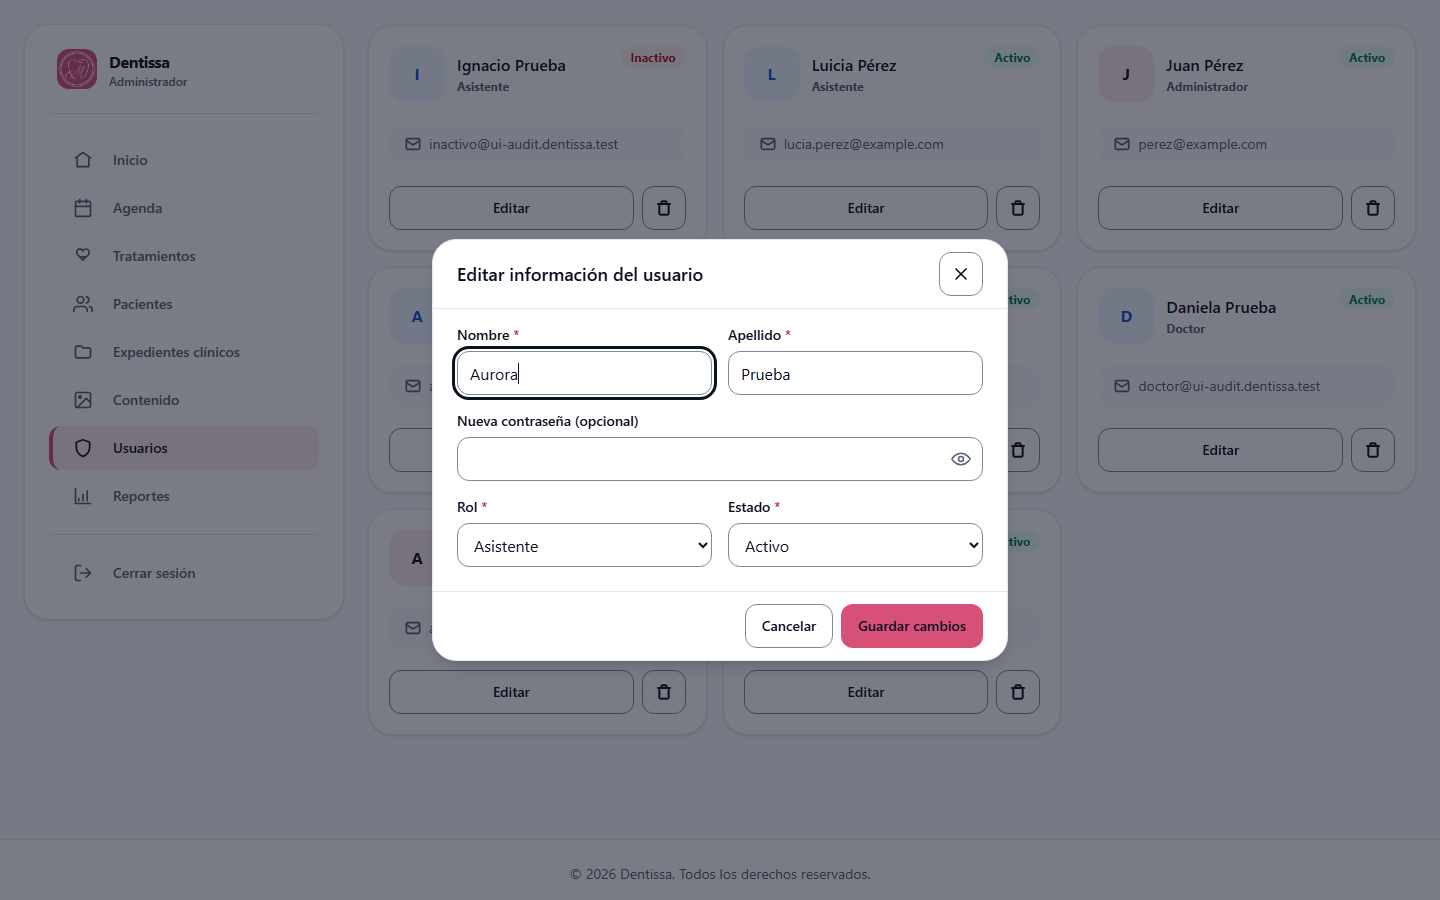 Dentissa
Administrador
Inicio
Agenda
Tratamientos
Pacientes
Expedientes clínicos
Contenido
Usuarios
Reportes
Cerrar sesión
I
Ignacio Prueba
Asistente
Inactivo
inactivo@ui-audit.dentissa.test
Editar
L
Luicia Pérez
Asistente
Activo
lucia.perez@example.com
Editar
J
Juan Pérez
Administrador
Activo
perez@example.com
Editar
A
D
Daniela Prueba
Doctor
Activo
doctor@ui-audit.dentissa.test
Editar
A
Editar
Editar
Editar información del usuario
Nombre *
Aurora
Apellido *
Prueba
Nueva contraseña (opcional)
Rol *
Asistente
Estado *
Activo
Cancelar
Guardar cambios
© 2026 Dentissa. Todos los derechos reservados.